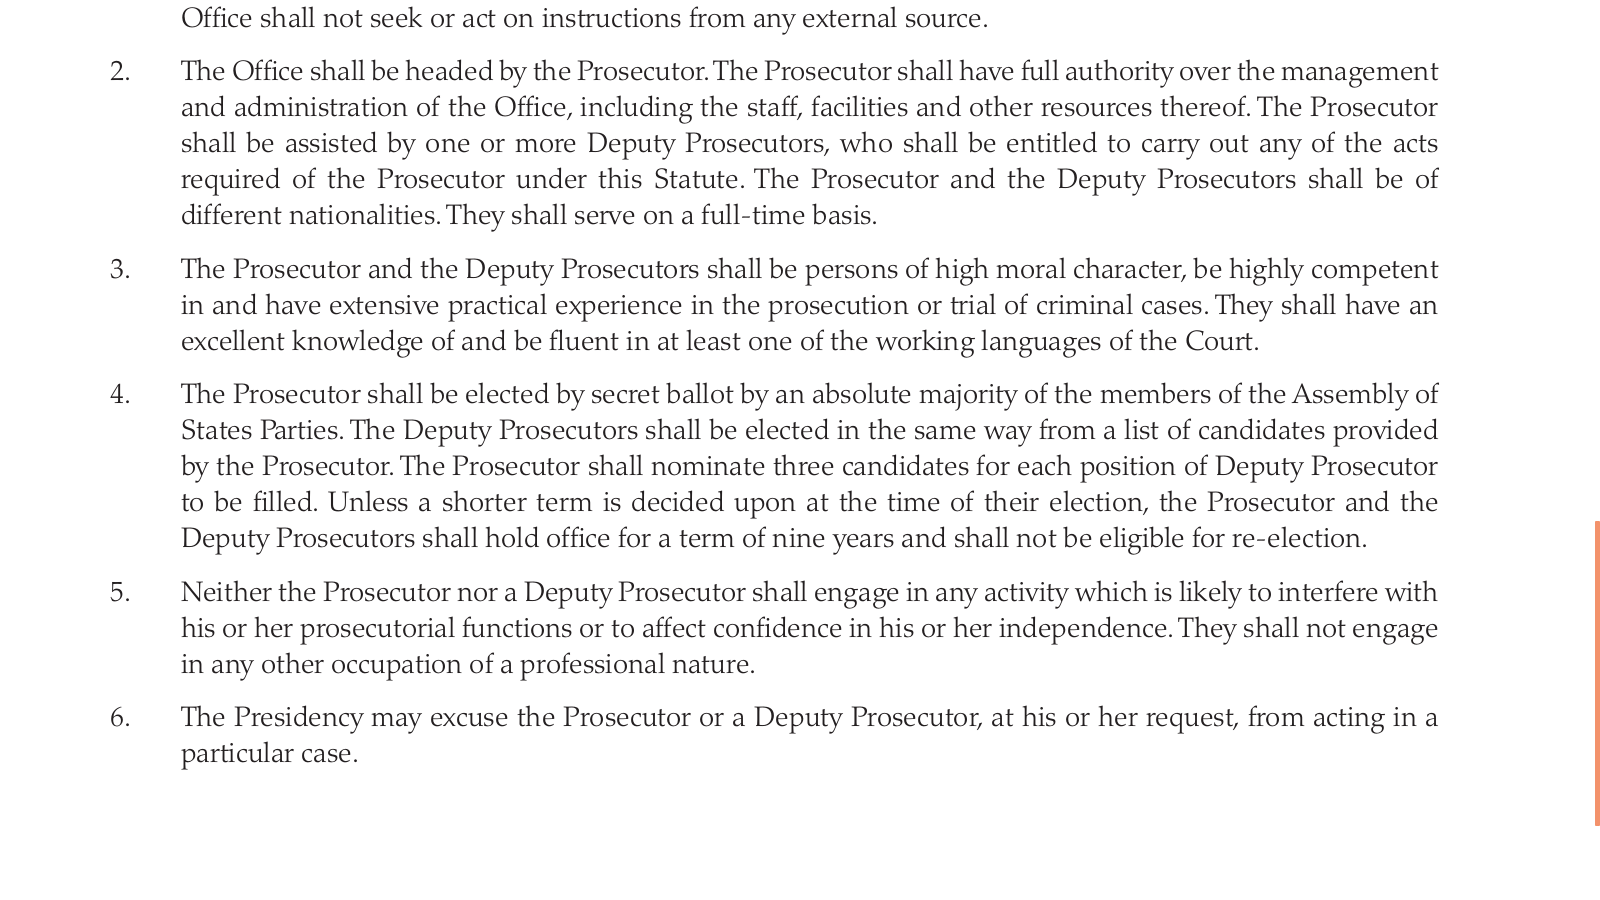 Office shall not seek or act on instructions from any external source.
2. The Office shall be headed by the Prosecutor. The Prosecutor shall have full authority over the management
and administration of the Office, including the staff, facilities and other resources thereof. The Prosecutor
shall be assisted by one or more Deputy Prosecutors, who shall be entitled to carry out any of the acts
required of the Prosecutor under this Statute. The Prosecutor and the Deputy Prosecutors shall be of
different nationalities. They shall serve on a full-time basis.
3. The Prosecutor and the Deputy Prosecutors shall be persons of high moral character, be highly competent
in and have extensive practical experience in the prosecution or trial of criminal cases. They shall have an
excellent knowledge of and be fluent in at least one of the working languages of the Court.
4. The Prosecutor shall be elected by secret ballot by an absolute majority of the members of the Assembly of
States Parties. The Deputy Prosecutors shall be elected in the same way from a list of candidates provided
by the Prosecutor. The Prosecutor shall nominate three candidates for each position of Deputy Prosecutor
to be filled. Unless a shorter term is decided upon at the time of their election, the Prosecutor and the
Deputy Prosecutors shall hold office for a term of nine years and shall not be eligible for re-election.
5. Neither the Prosecutor nor a Deputy Prosecutor shall engage in any activity which is likely to interfere with
his or her prosecutorial functions or to affect confidence in his or her independence. They shall not engage
in any other occupation of a professional nature.
6. The Presidency may excuse the Prosecutor or a Deputy Prosecutor, at his or her request, from acting in a
particular case.